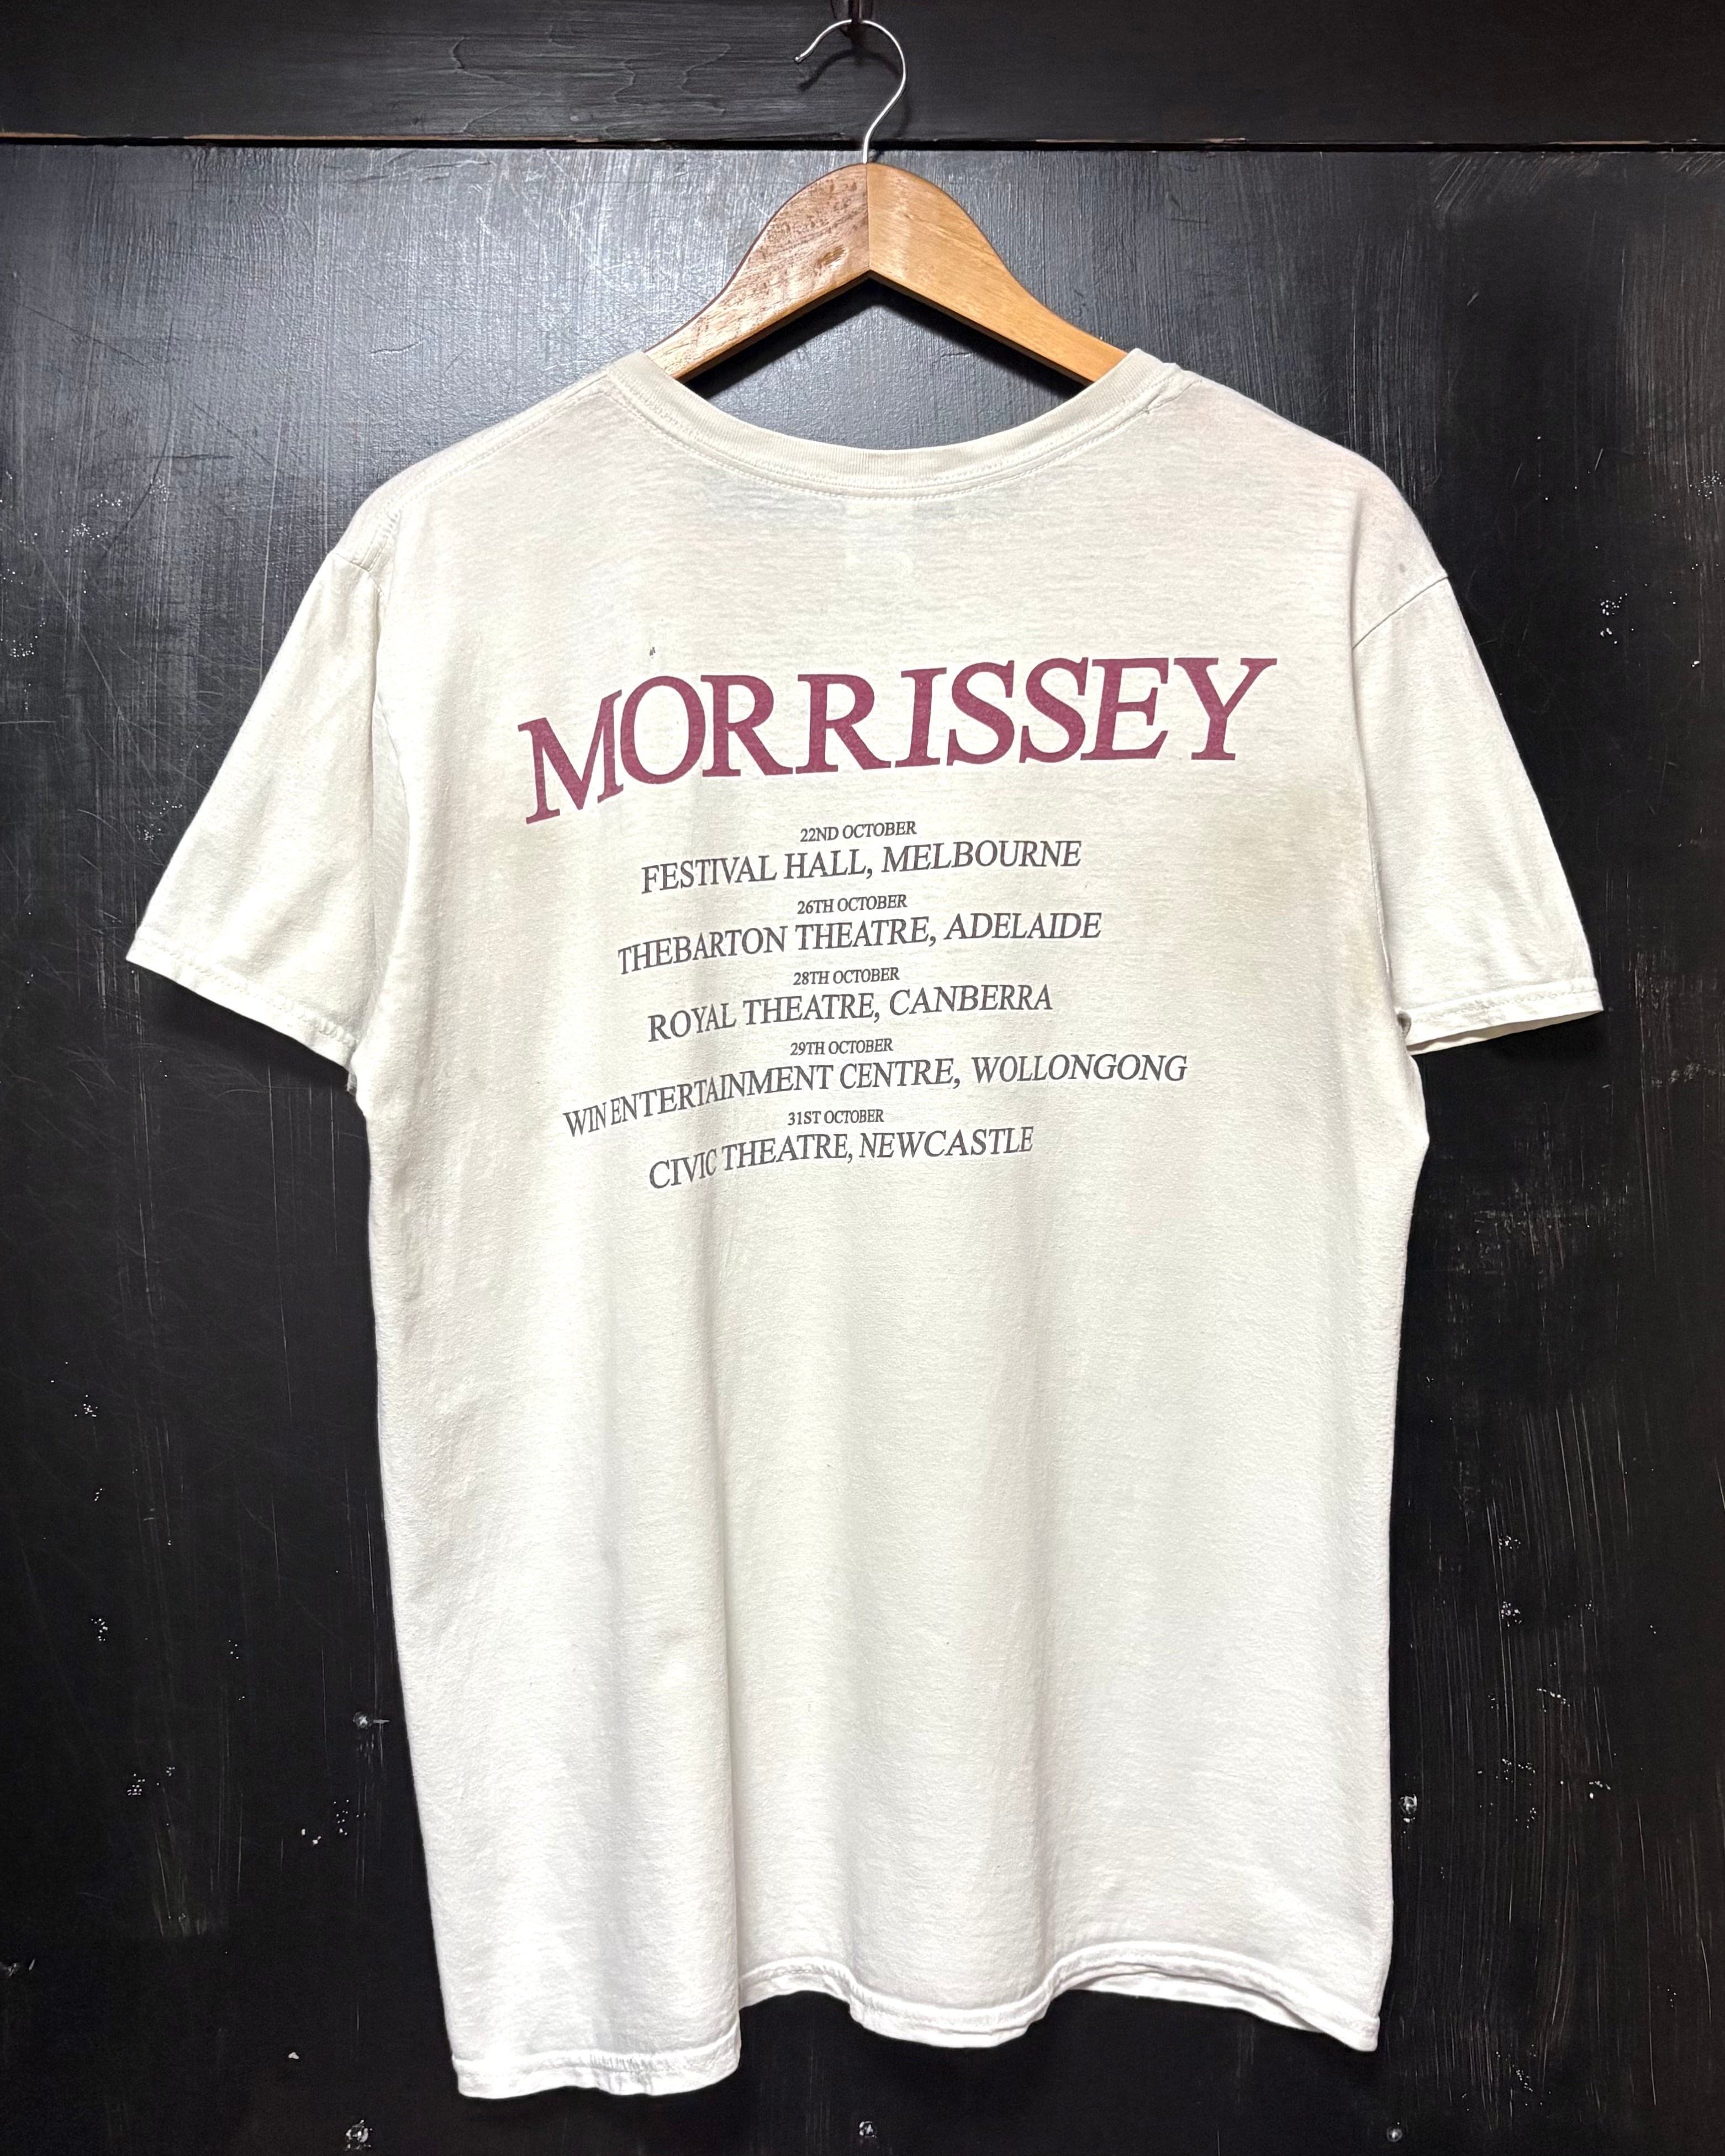 MORRISSEY
22ND OCTOBER
FESTIVAL HALL, MELBOURNE
26TH OCTOBER
THEBARTON THEATRE, ADELAIDE
28TH OCTOBER
ROYAL THEATRE, CANBERRA
29TH OCTOBER
WIN ENTERTAINMENT CENTRE, WOLLONGONG
31ST OCTOBER
CIVIC THEATRE, NEWCASTLE